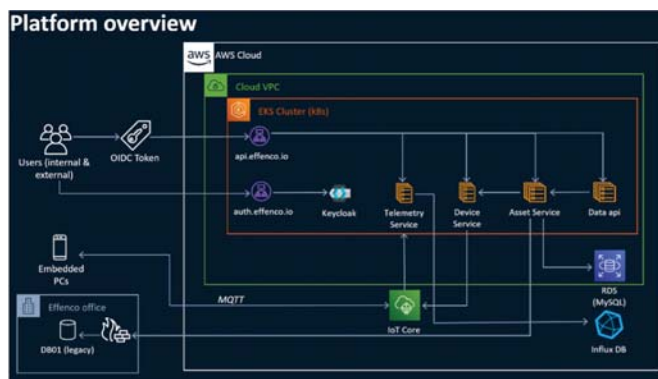 Platform overview
aws AWS Cloud
Cloud VPC
EKS Cluster (k8s)
Users (internal &
external)
OIDC Token
api.effenco.io
auth.effenco.io
Keycloak
Telemetry
Service
Device
Service
Asset Service
Data api
Embedded
PCs
MQTT
IoT Core
RDS
(MySQL)
Influx DB
Effenco office
DB01 (legacy)